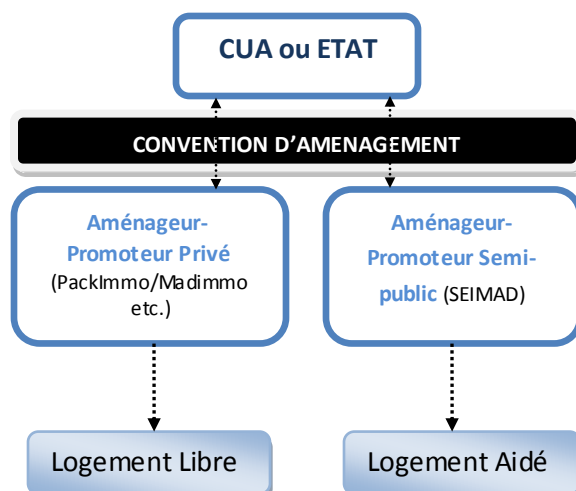 CUA ou ETAT
CONVENTION D'AMENAGEMENT
Aménageur-
Promoteur Privé
(PackImmo/Madimmo
etc.)
Aménageur-
Promoteur Semi-
public (SEIMAD)
Logement Libre
Logement Aidé